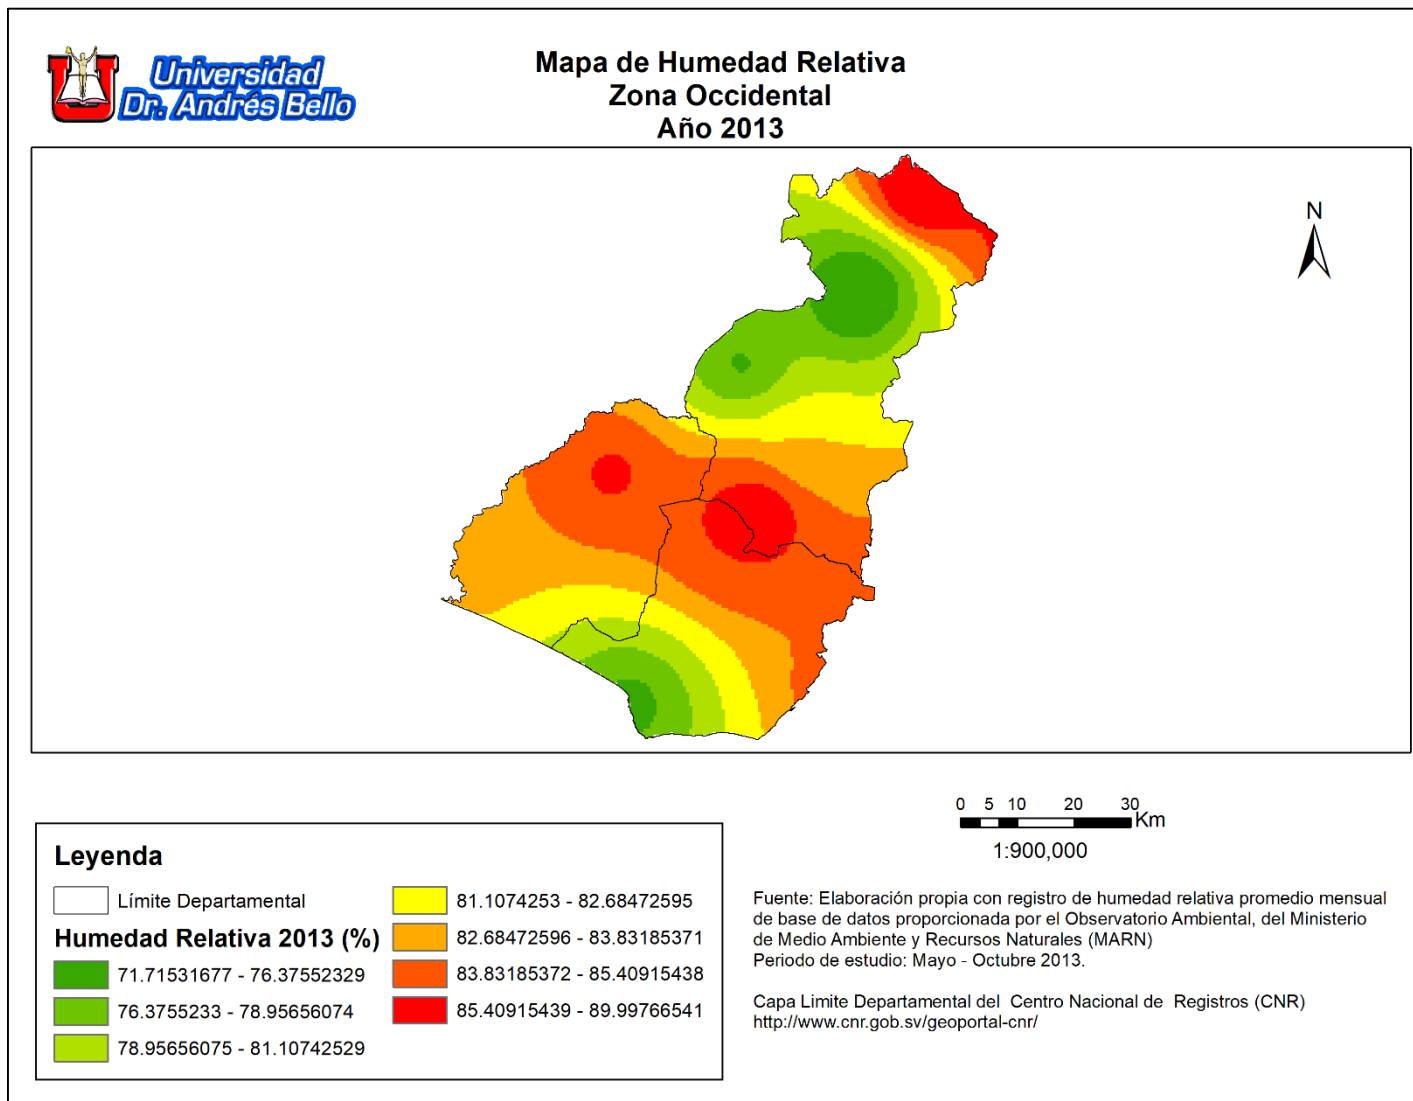 Universidad
Dr. Andrés Bello
Mapa de Humedad Relativa
Zona Occidental
Año 2013
N
0 5 10 20 30
Km
1:900,000
Leyenda
Límite Departamental
Humedad Relativa 2013 (%)
71.71531677 - 76.37552329
76.3755233 - 78.95656074
78.95656075 - 81.10742529
81.1074253 - 82.68472595
82.68472596 - 83.83185371
83.83185372 - 85.40915438
85.40915439 - 89.99766541
Fuente: Elaboración propia con registro de humedad relativa promedio mensual
de base de datos proporcionada por el Observatorio Ambiental, del Ministerio
de Medio Ambiente y Recursos Naturales (MARN)
Periodo de estudio: Mayo - Octubre 2013.
Capa Limite Departamental del Centro Nacional de Registros (CNR)
http://www.cnr.gob.sv/geoportal-cnr/